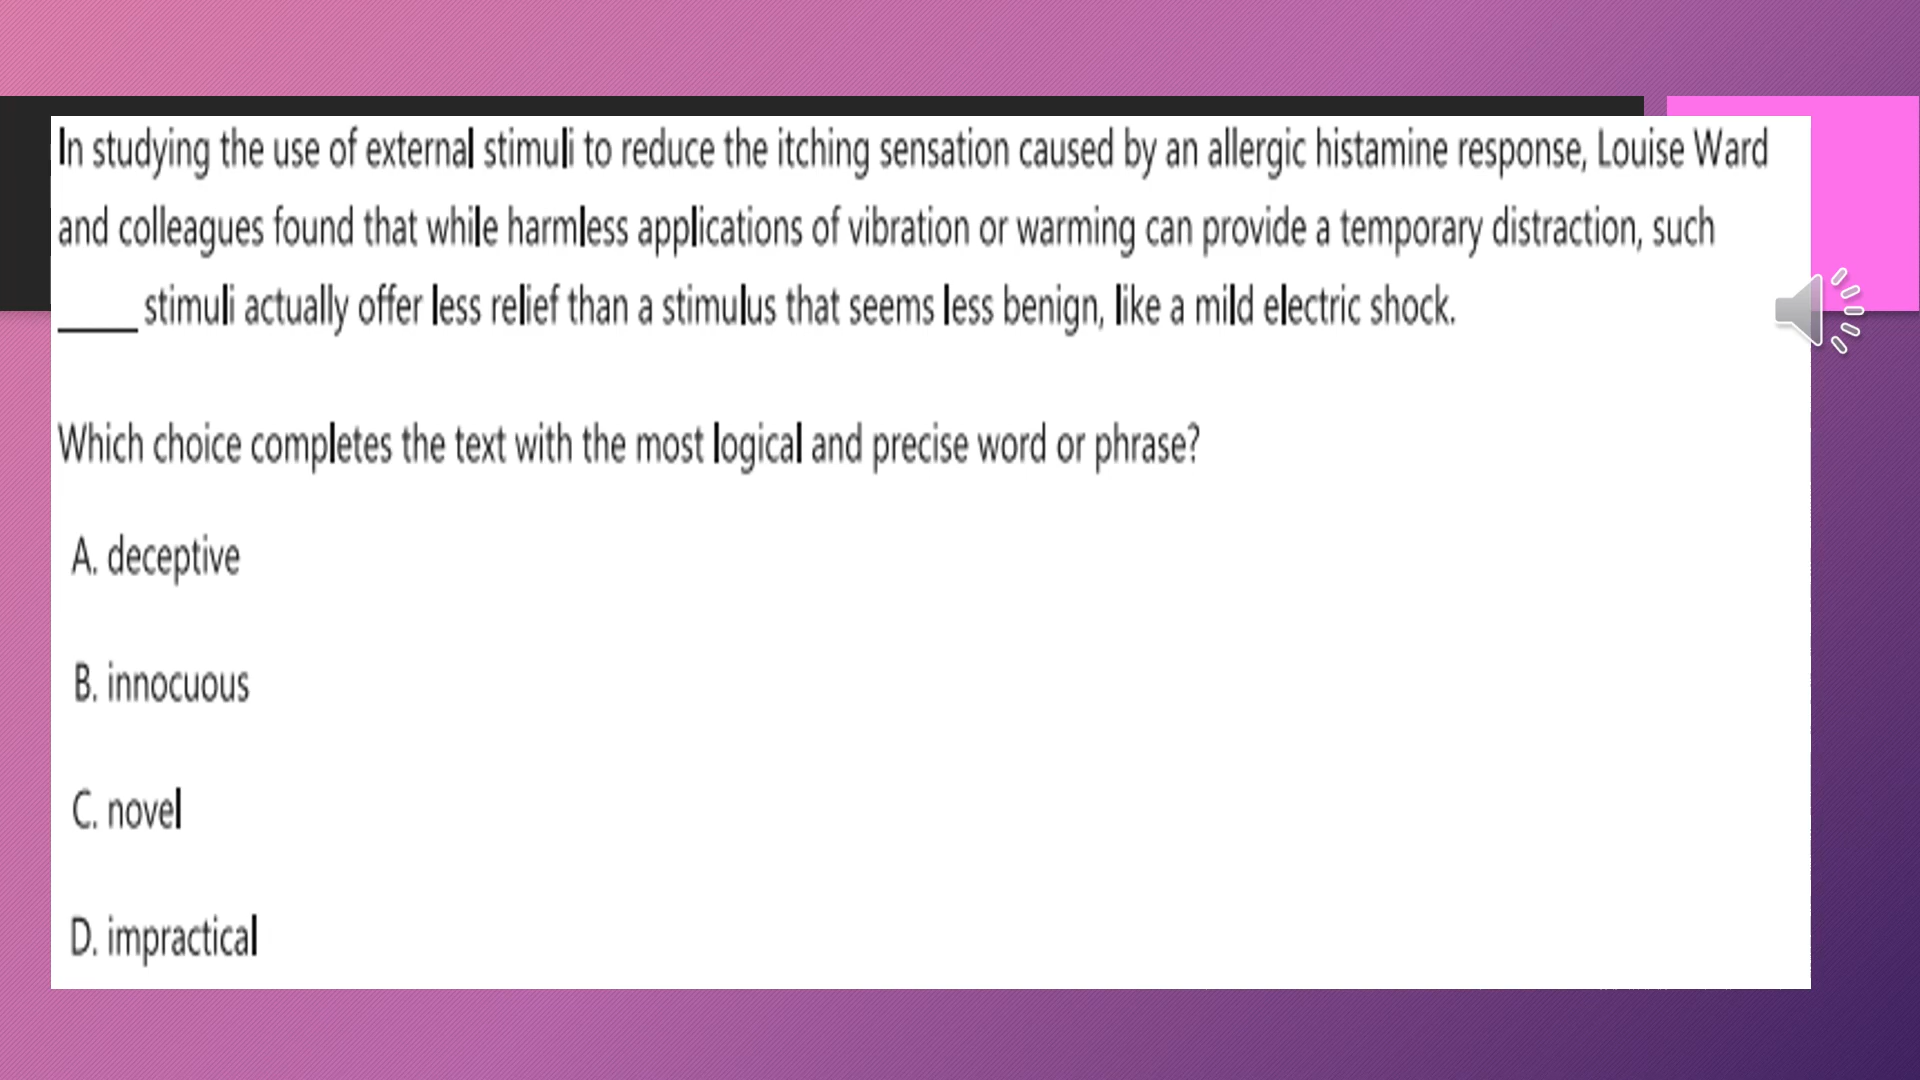 In studying the use of external stimuli to reduce the itching sensation caused by an allergic histamine response, Louise Ward
and colleagues found that while harmless applications of vibration or warming can provide a temporary distraction, such
_____ stimuli actually offer less relief than a stimulus that seems less benign, like a mild electric shock.
Which choice completes the text with the most logical and precise word or phrase?
A. deceptive
B. innocuous
C. novel
D. impractical